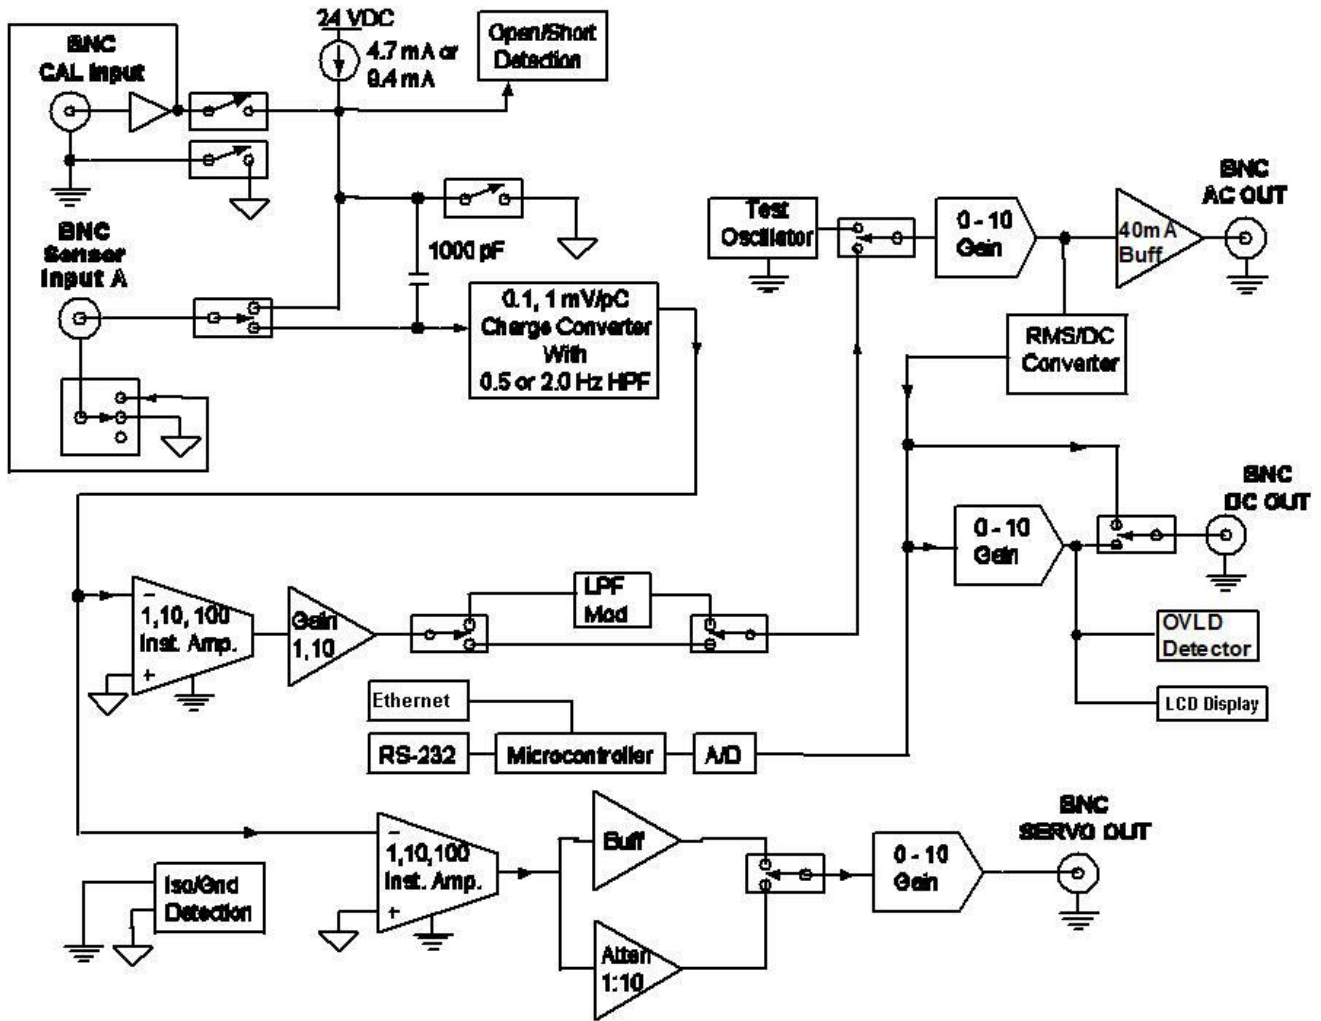 24 VDC
4.7 mA or
9.4 mA
Open/Short
Detection
BNC
CAL Input
BNC
Sensor
Input A
1000 pF
0.1, 1 mV/pC
Charge Converter
With
0.5 or 2.0 Hz HPF
Test
Oscillator
0 - 10
Gain
40mA
Buff
BNC
AC OUT
RMS/DC
Converter
BNC
DC OUT
0 - 10
Gain
OVLD
Detector
LCD Display
-
1,10, 100
Inst. Amp.
+
Gain
1,10
LPF
Mod
Ethernet
RS-232
Microcontroller
A/D
-
1,10,100
Inst. Amp.
+
Iso/Gnd
Detection
Buff
Atten
1:10
0 - 10
Gain
BNC
SERVO OUT